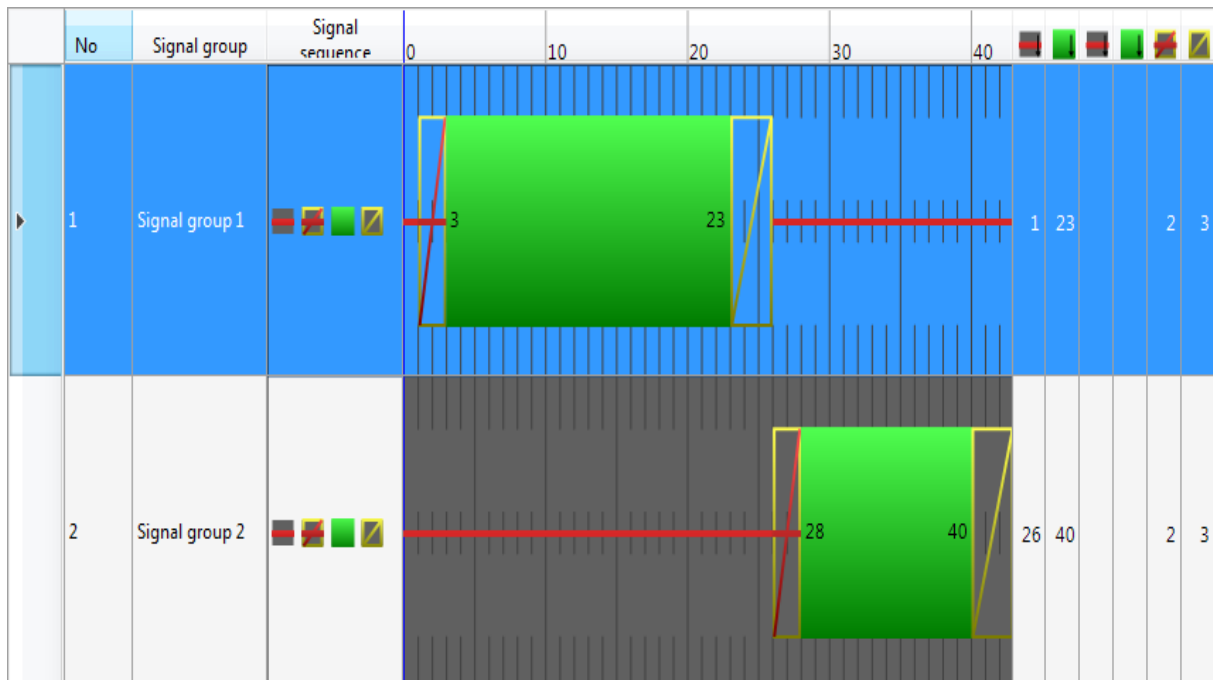 No Signal group Signal
sequence 0 10 20 30 40
1 Signal group 1 3 23 1 23 2 3
2 Signal group 2 28 40 26 40 2 3